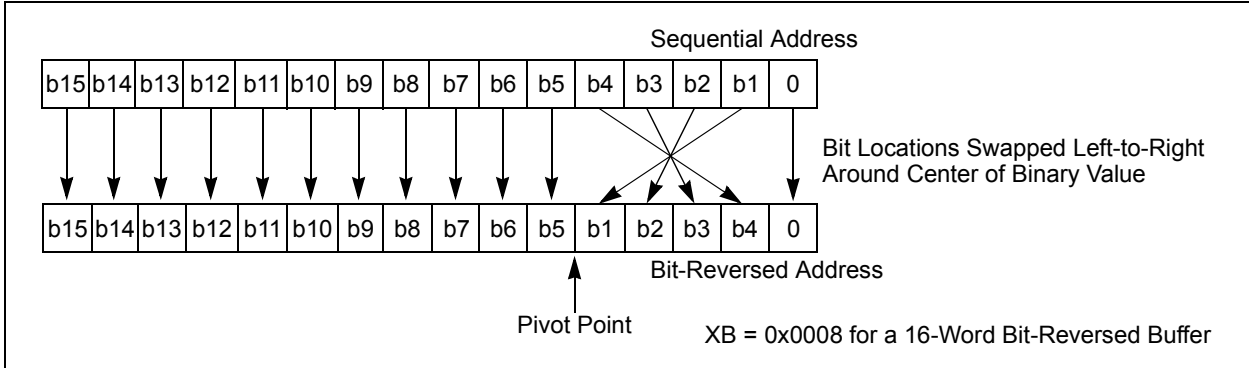 Sequential Address
b15 b14 b13 b12 b11 b10 b9 b8 b7 b6 b5 b4 b3 b2 b1 0
Bit Locations Swapped Left-to-Right
Around Center of Binary Value
b15 b14 b13 b12 b11 b10 b9 b8 b7 b6 b5 b1 b2 b3 b4 0
Bit-Reversed Address
Pivot Point
XB = 0x0008 for a 16-Word Bit-Reversed Buffer